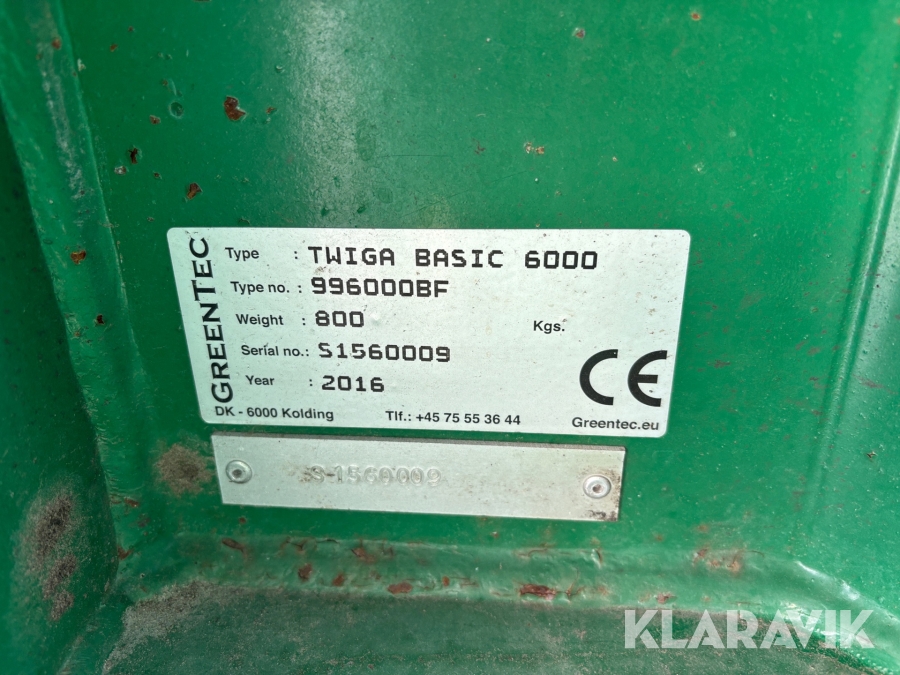 GREENTEC
Type : TWIGA BASIC 6000
Type no. : 996000BF
Weight : 800 Kgs.
Serial no.: S1560009
Year : 2016
CE
DK - 6000 Kolding Tlf.: +45 75 55 36 44 Greentec.eu
S-1560009
KLARAVIK